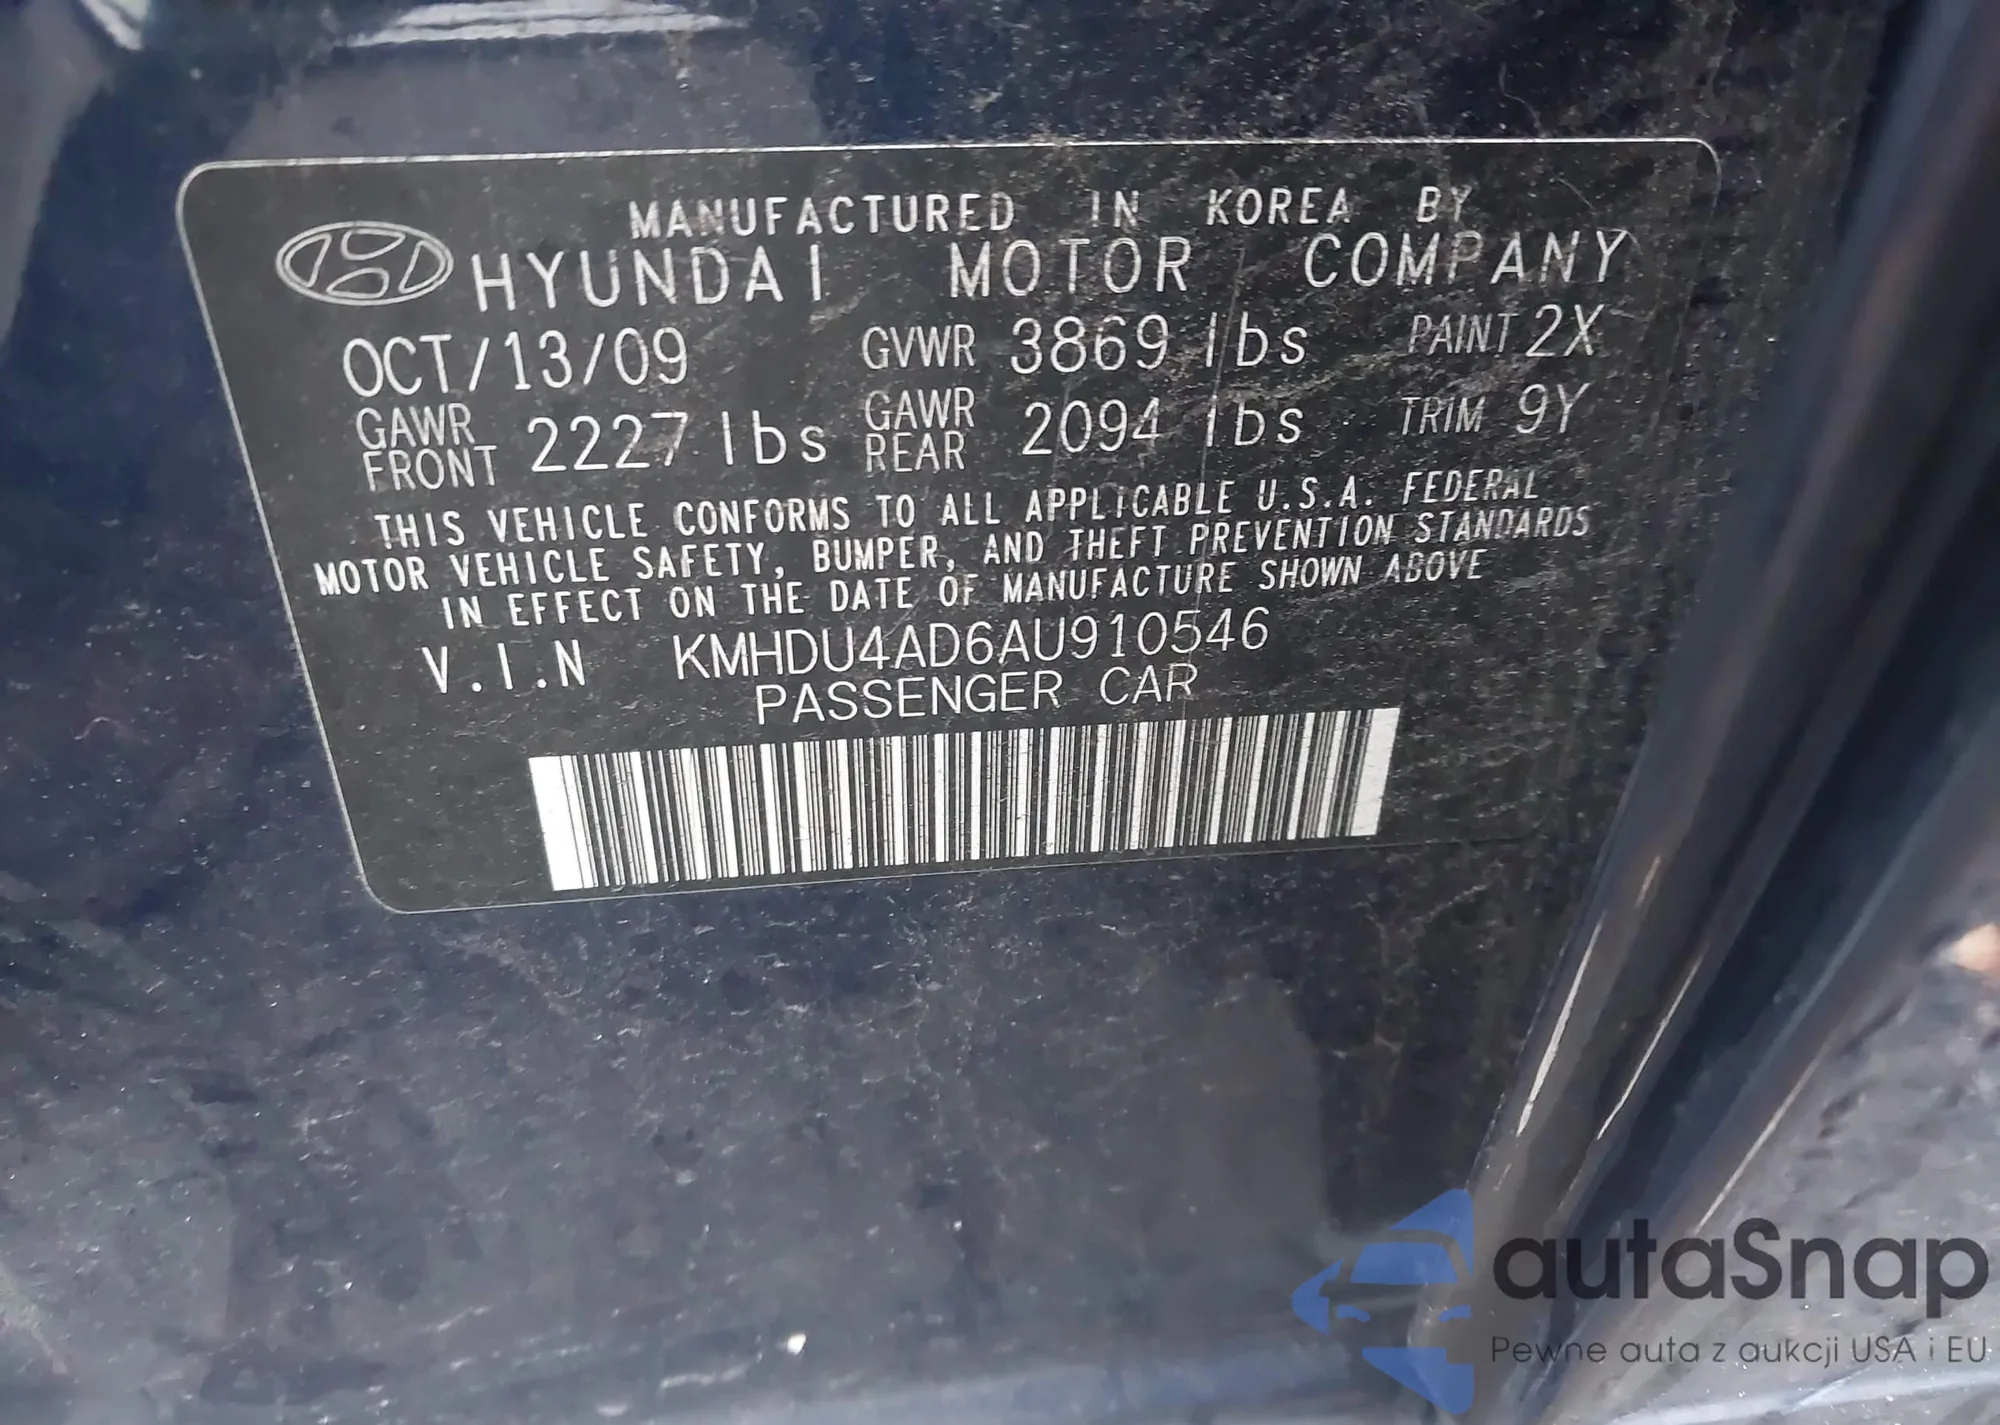 MANUFACTURED IN KOREA BY
HYUNDAI MOTOR COMPANY
OCT/13/09 GVWR 3869 lbs PAINT 2X
GAWR FRONT 2227 lbs GAWR REAR 2094 lbs TRIM 9Y
THIS VEHICLE CONFORMS TO ALL APPLICABLE U.S.A. FEDERAL
MOTOR VEHICLE SAFETY, BUMPER, AND THEFT PREVENTION STANDARDS
IN EFFECT ON THE DATE OF MANUFACTURE SHOWN ABOVE
V.I.N KMHDU4AD6AU910546
PASSENGER CAR
autaSnap
Pewne auta z aukcji USA i EU